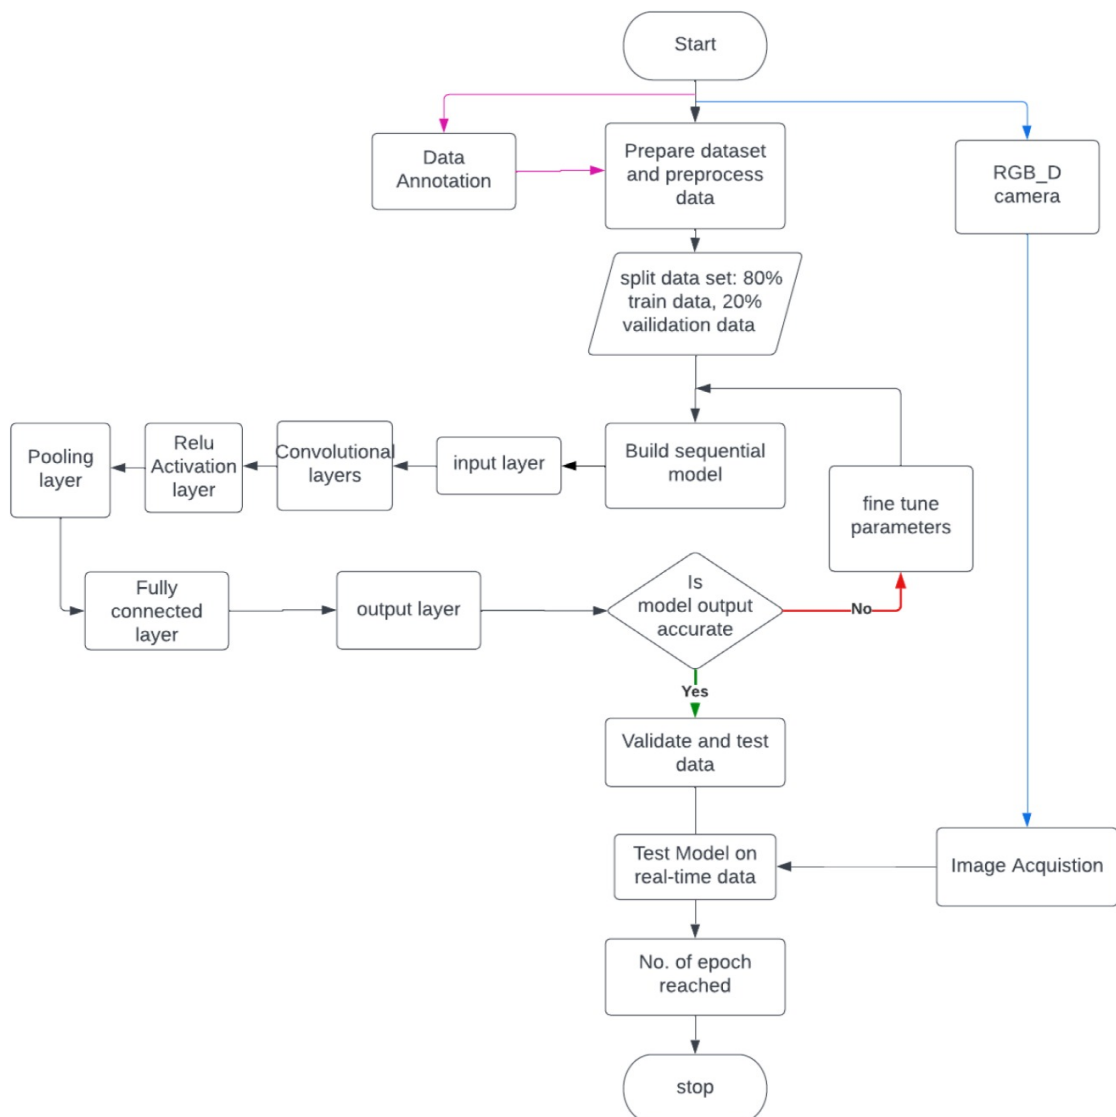 Start
Data
Annotation
Prepare dataset
and preprocess
data
RGB_D
camera
split data set: 80%
train data, 20%
vailidation data
Pooling
layer
Relu
Activation
layer
Convolutional
layers
input layer
Build sequential
model
fine tune
parameters
Fully
connected
layer
output layer
Is
model output
accurate
No
Yes
Validate and test
data
Test Model on
real-time data
Image Acquistion
No. of epoch
reached
stop